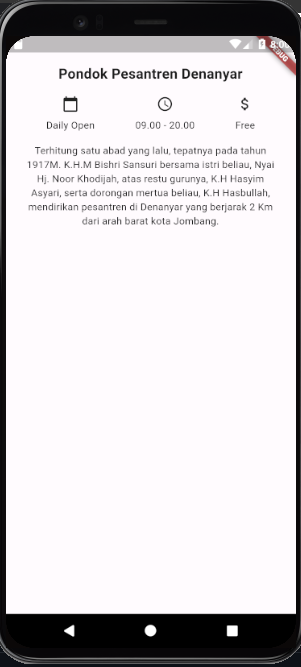 8:0
Pondok Pesantren Denanyar
Daily Open
09.00 - 20.00
Free
Terhitung satu abad yang lalu, tepatnya pada tahun
1917M. K.H.M Bishri Sansuri bersama istri beliau, Nyai
Hj. Noor Khodijah, atas restu gurunya, K.H Hasyim
Asyari, serta dorongan mertua beliau, K.H Hasbullah,
mendirikan pesantren di Denanyar yang berjarak 2 Km
dari arah barat kota Jombang.